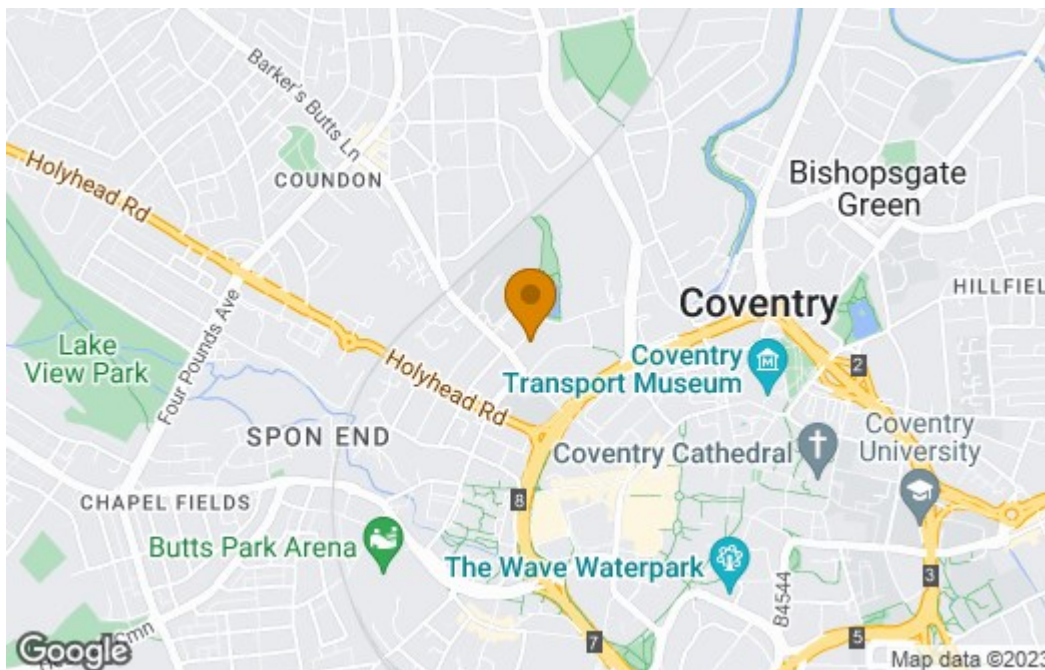 Barker's Butts Ln
Holyhead Rd
COUNDON
Bishopsgate
Green
HILLFIEL
Coventry
Lake
View Park
Four Pounds Ave
Holyhead Rd
Coventry
Transport Museum
2
SPON END
Coventry Cathedral
Coventry
University
CHAPEL FIELDS
8
Butts Park Arena
The Wave Waterpark
B4544
3
5
7
Smn
Google
Map data ©2023